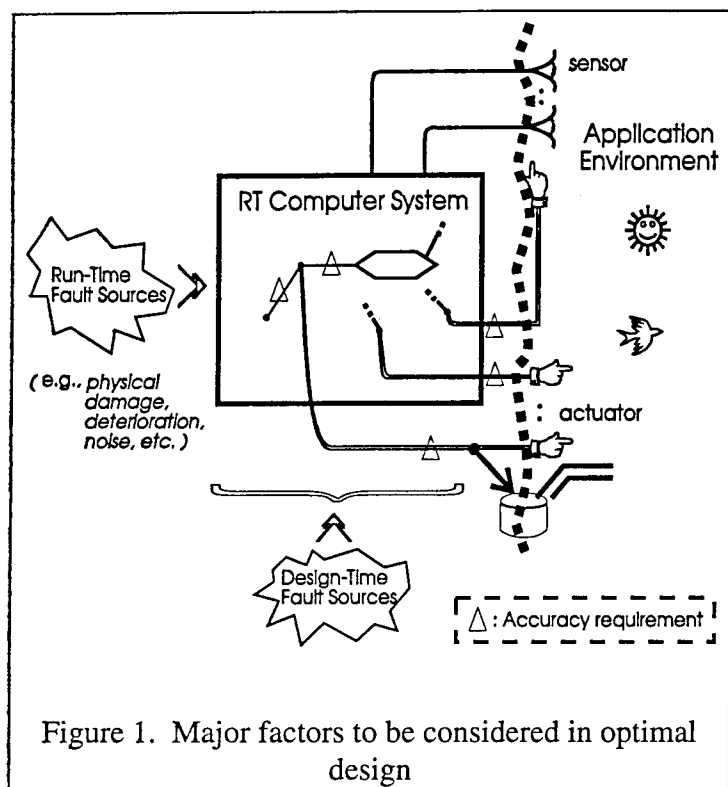 sensor
Application
Environment
RT Computer System
Run-Time
Fault Sources
(e.g., physical
damage,
deterioration,
noise, etc.)
: actuator
Design-Time
Fault Sources
△ : Accuracy requirement
Figure 1. Major factors to be considered in optimal
design